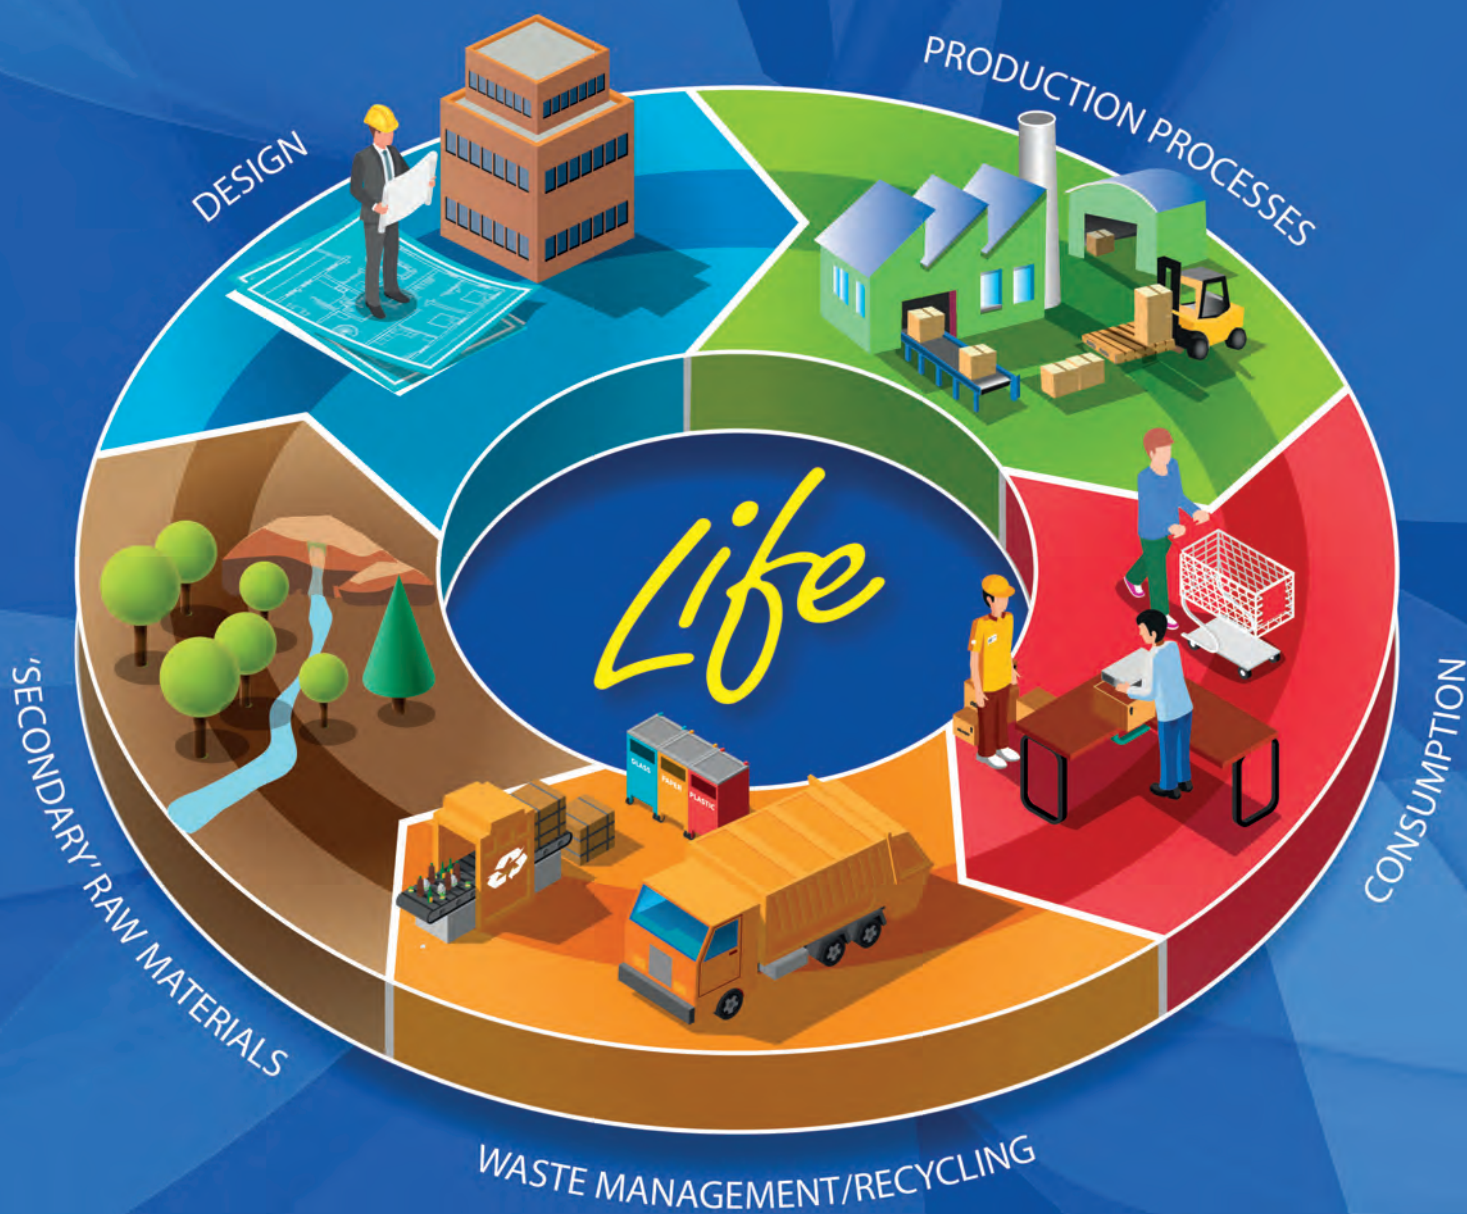 DESIGN
PRODUCTION PROCESSES
CONSUMPTION
WASTE MANAGEMENT/RECYCLING
‘SECONDARY’ RAW MATERIALS
Life
GLASS
PAPER
PLASTIC